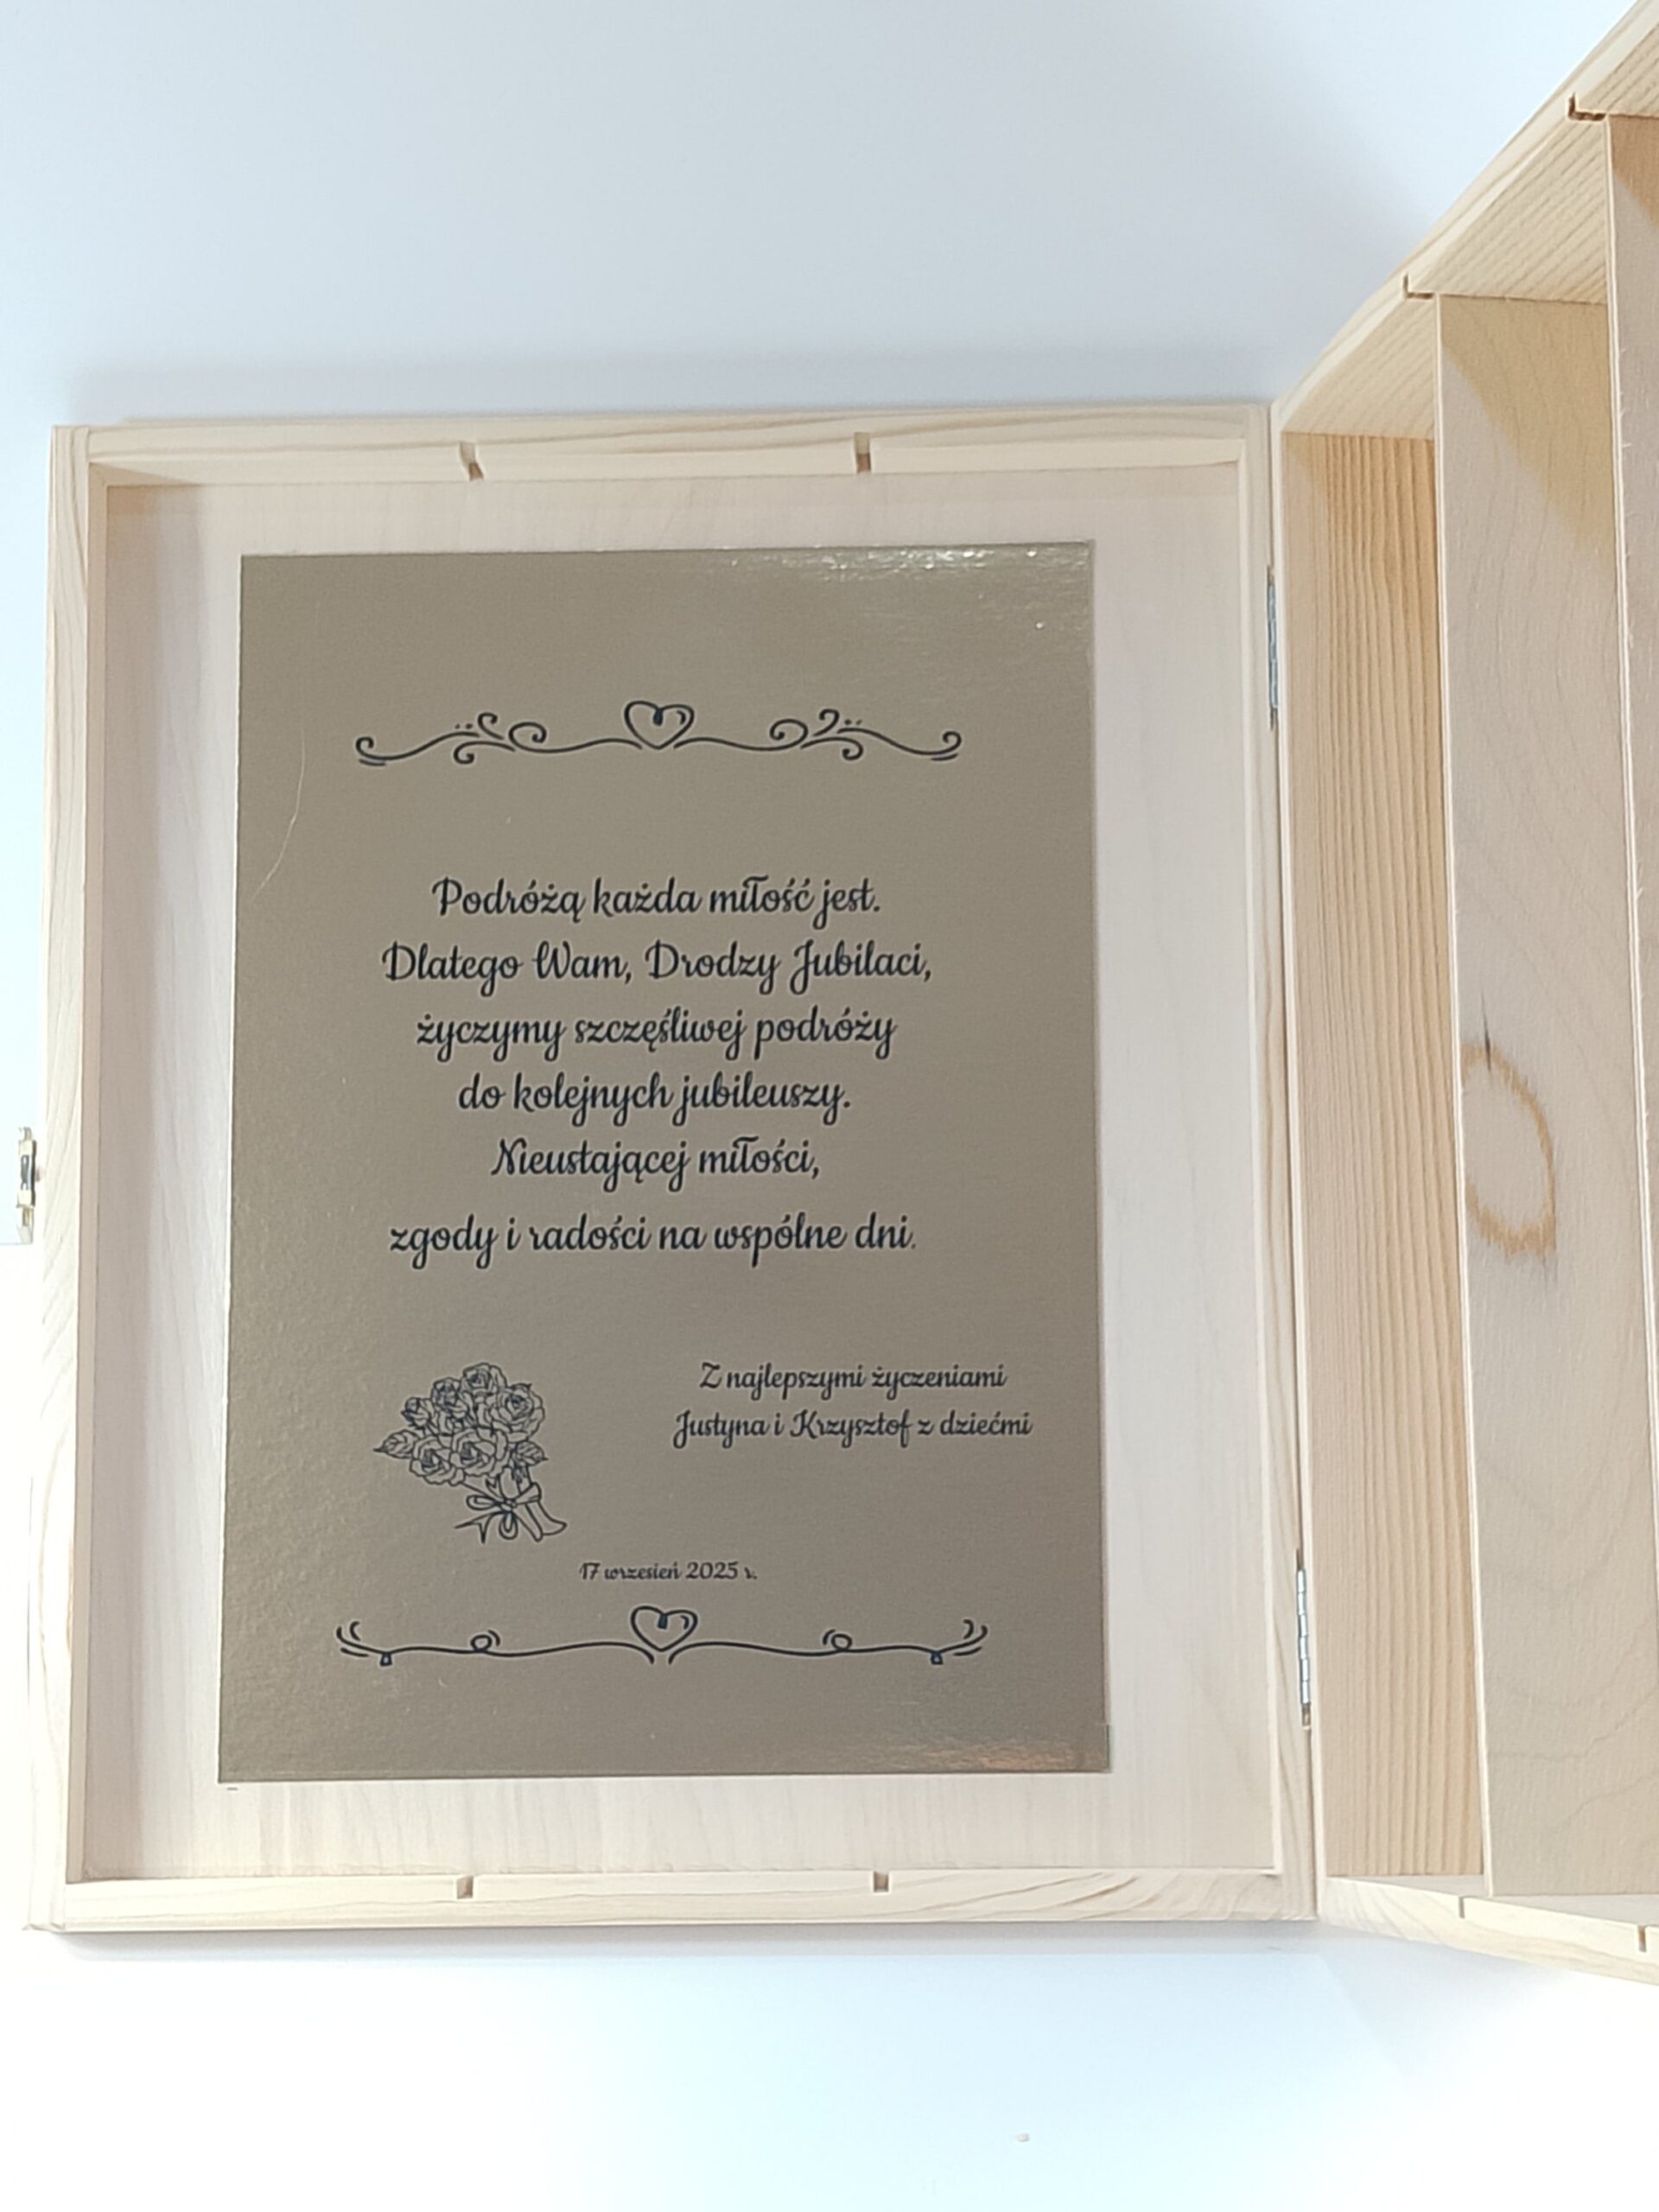 Podróżą każda miłość jest.
Dlatego Wam, Drodzy Jubilaci,
życzymy szczęśliwej podróży
do kolejnych jubileuszy.
Nieustającej miłości,
zgody i radości na wspólne dni.
Z najlepszymi życzeniami
Justyna i Krzysztof z dziećmi
17 wrzesień 2025 r.